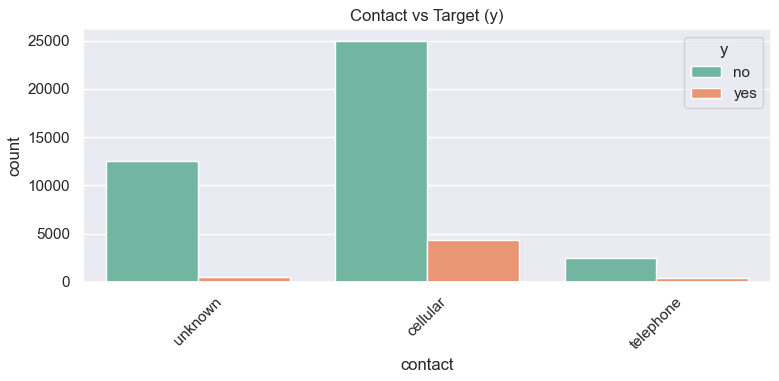 Contact vs Target (y)
y
no
yes
count
25000
20000
15000
10000
5000
0
unknown
cellular
telephone
contact